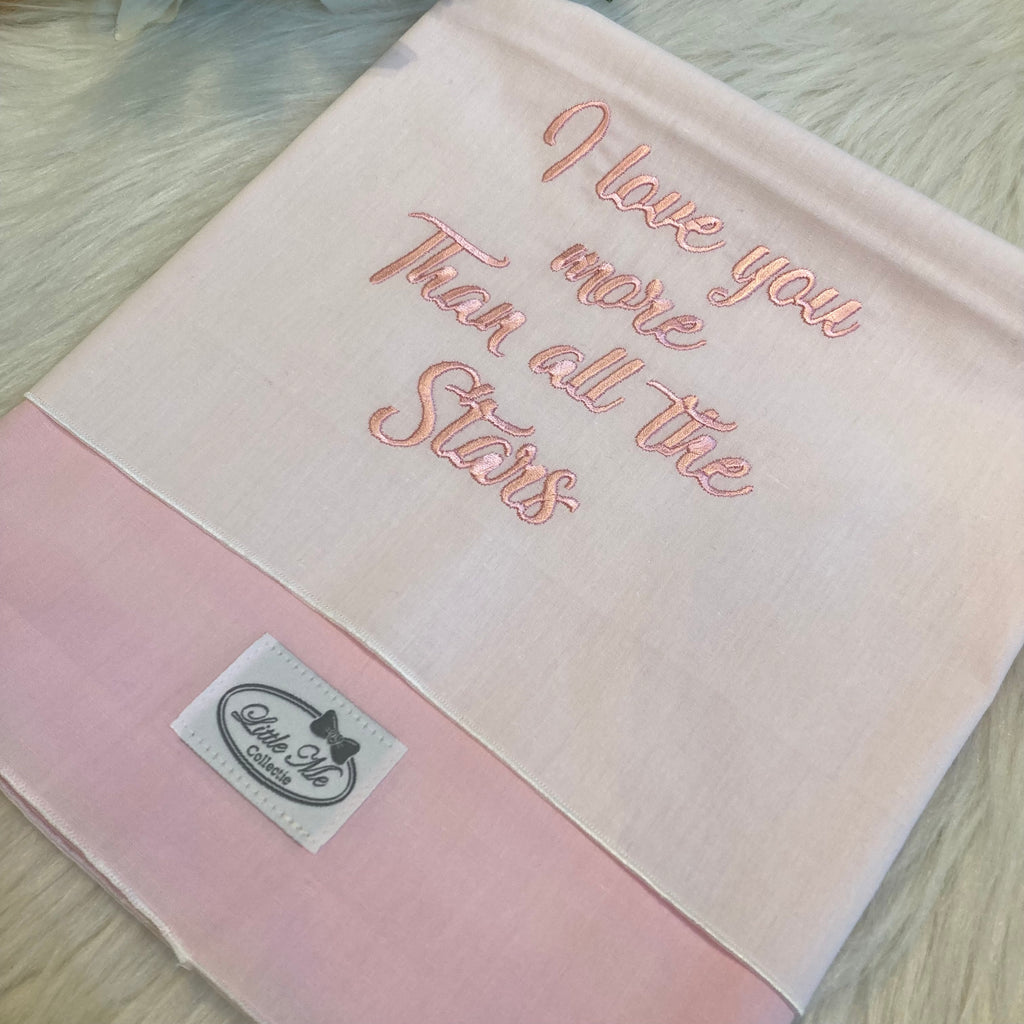 I love you
more
Than all the
Stars
Little Me
Collectie